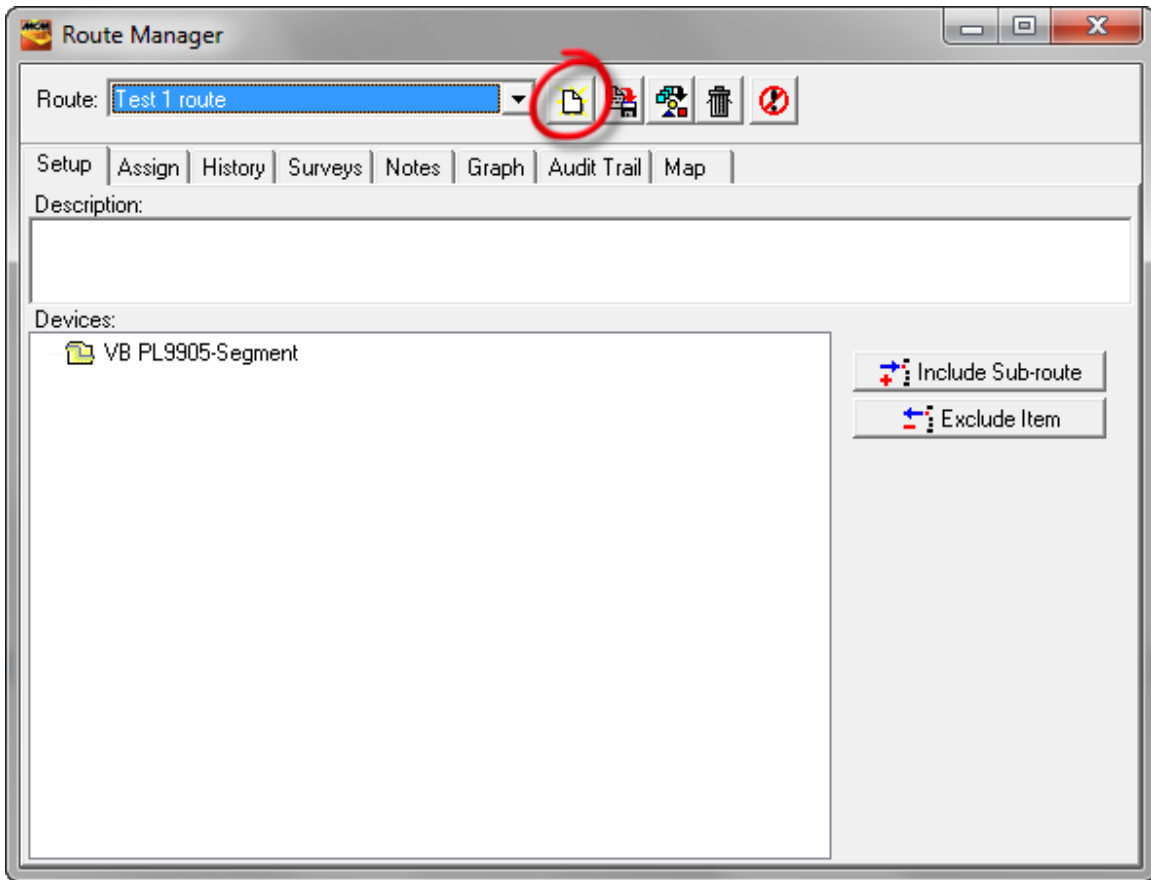 MCM Route Manager
Route: Test 1 route
Setup Assign History Surveys Notes Graph Audit Trail Map
Description:
Devices:
VB PL9905-Segment
Include Sub-route
Exclude Item